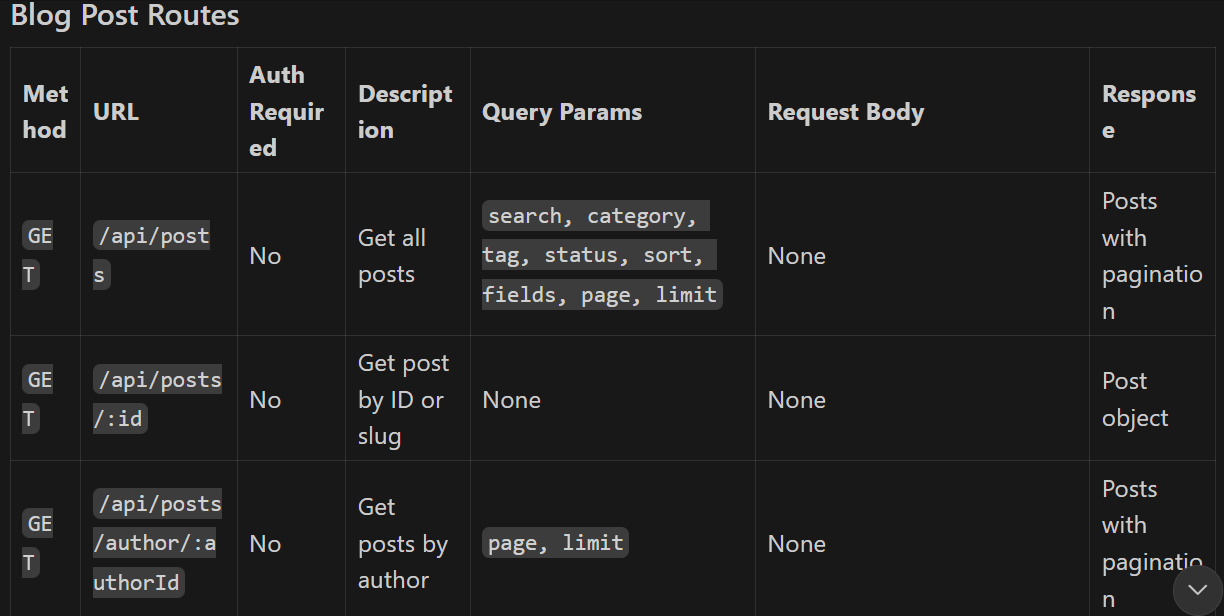 Blog Post Routes
Met
hod
URL
Auth
Requir
ed
Descript
ion
Query Params
Request Body
Respons
e
GE
T
/api/post
s
No
Get all
posts
search, category,
tag, status, sort,
fields, page, limit
None
Posts
with
paginatio
n
GE
T
/api/posts
/:id
No
Get post
by ID or
slug
None
None
Post
object
GE
T
/api/posts
/author/:a
uthorId
No
Get
posts by
author
page, limit
None
Posts
with
paginatio
n